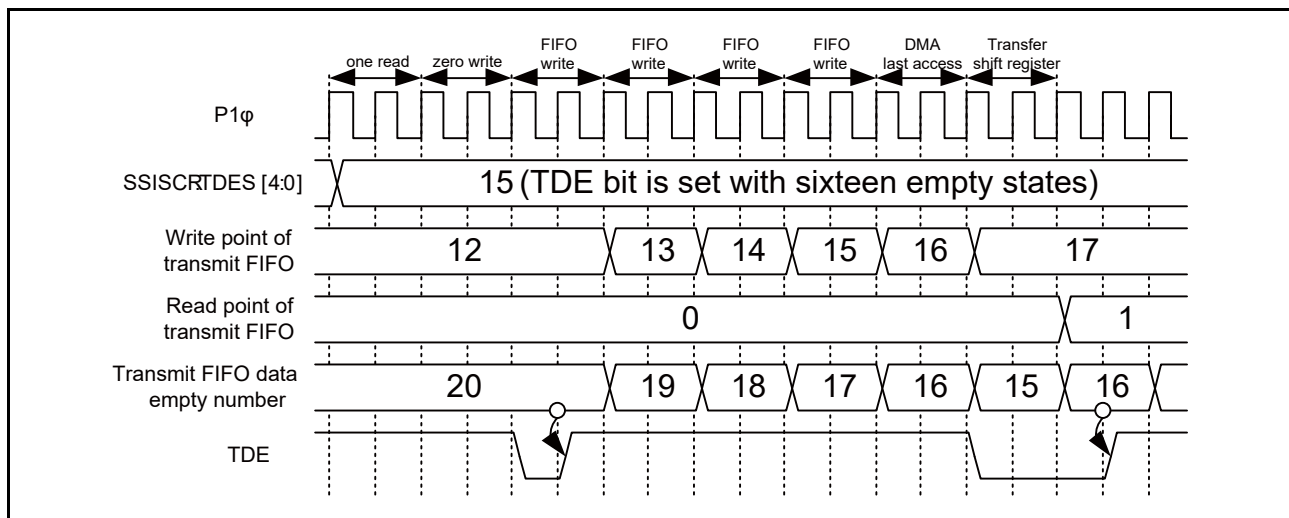 one read
zero write
FIFO
write
FIFO
write
FIFO
write
FIFO
write
DMA
last access
Transfer
shift register
P1φ
SSISCR.TDES [4:0]
15 (TDE bit is set with sixteen empty states)
Write point of
transmit FIFO
12
13
14
15
16
17
Read point of
transmit FIFO
0
1
Transmit FIFO data
empty number
20
19
18
17
16
15
16
TDE